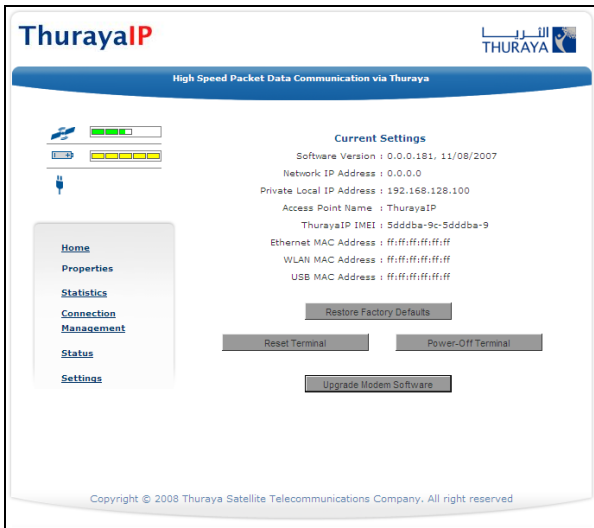 ThurayaIP
الثريا
THURAYA
High Speed Packet Data Communication via Thuraya
Current Settings
Software Version : 0.0.0.181, 11/08/2007
Network IP Address : 0.0.0.0
Private Local IP Address : 192.168.128.100
Access Point Name : ThurayaIP
ThurayaIP IMEI : 5dddba-9c-5dddba-9
Ethernet MAC Address : ff:ff:ff:ff:ff:ff
WLAN MAC Address : ff:ff:ff:ff:ff:ff
USB MAC Address : ff:ff:ff:ff:ff:ff
Home
Properties
Statistics
Connection
Management
Status
Settings
Restore Factory Defaults
Reset Terminal
Power-Off Terminal
Upgrade Modem Software
Copyright © 2008 Thuraya Satellite Telecommunications Company. All right reserved